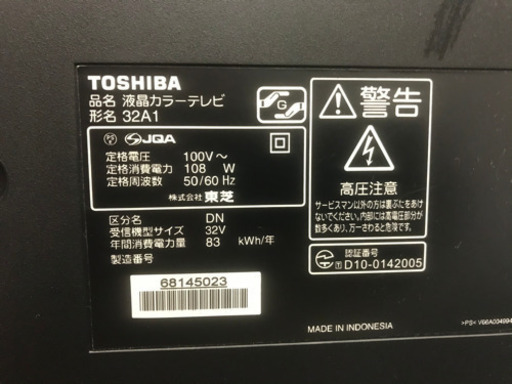 TOSHIBA
品名 液晶カラーテレビ
形名 32A1
G
JQA
定格電圧 100V～
定格消費電力 108 W
定格周波数 50/60 Hz
株式会社 東芝
区分名 DN
受信機型サイズ 32V
年間消費電力量 83 kWh/年
製造番号
68145023
警告
高圧注意
サービスマン以外の方は裏ぶたをあけ
ないでください。内部には高電圧部分が
数多くあり、万一さわると危険です。
認証番号
T D10-0142005
MADE IN INDONESIA
>PS<